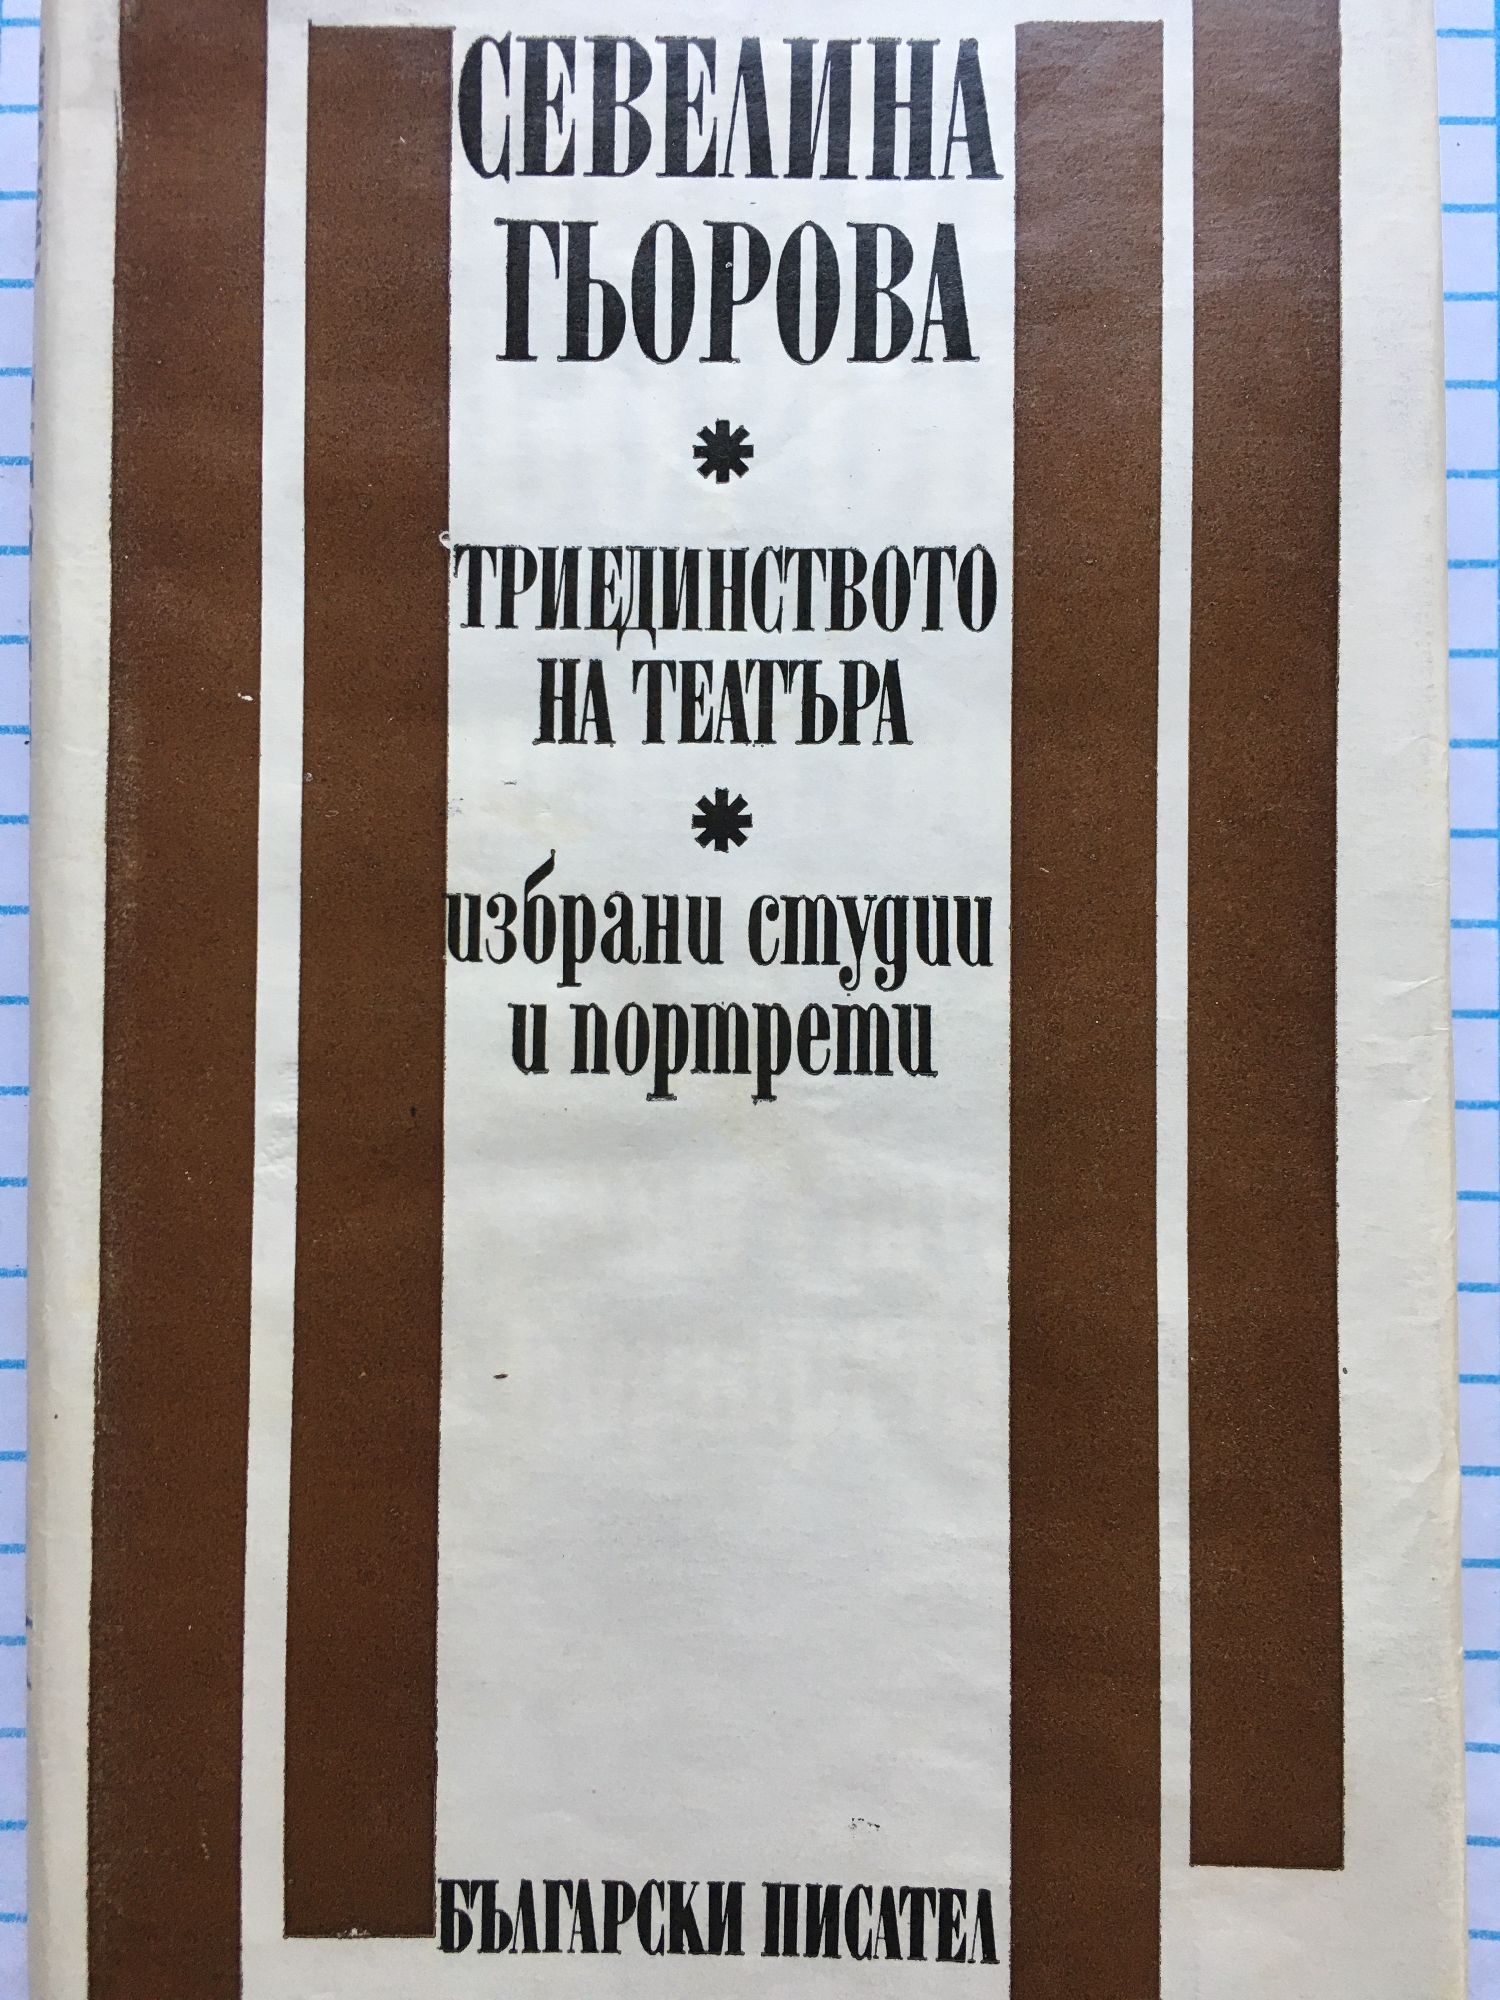 СЕВЕЛИНА
ГЬОРОВА
*
ТРИЕДИНСТВОТО
НА ТЕАТЪРА
*
избрани студии
и портрети
БЪЛГАРСКИ ПИСАТЕЛ